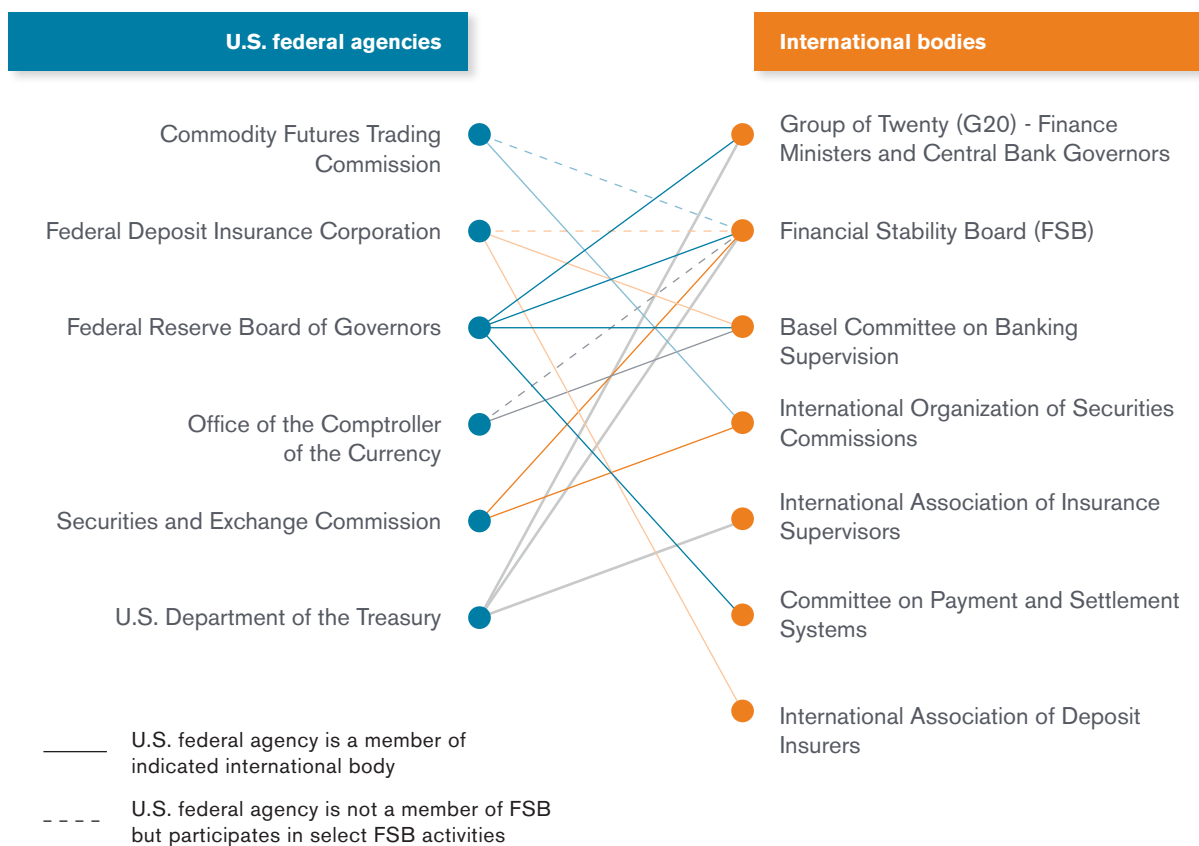 U.S. federal agencies
International bodies
Commodity Futures Trading
Commission
Federal Deposit Insurance Corporation
Federal Reserve Board of Governors
Office of the Comptroller
of the Currency
Securities and Exchange Commission
U.S. Department of the Treasury
Group of Twenty (G20) - Finance
Ministers and Central Bank Governors
Financial Stability Board (FSB)
Basel Committee on Banking
Supervision
International Organization of Securities
Commissions
International Association of Insurance
Supervisors
Committee on Payment and Settlement
Systems
International Association of Deposit
Insurers
U.S. federal agency is a member of
indicated international body
U.S. federal agency is not a member of FSB
but participates in select FSB activities